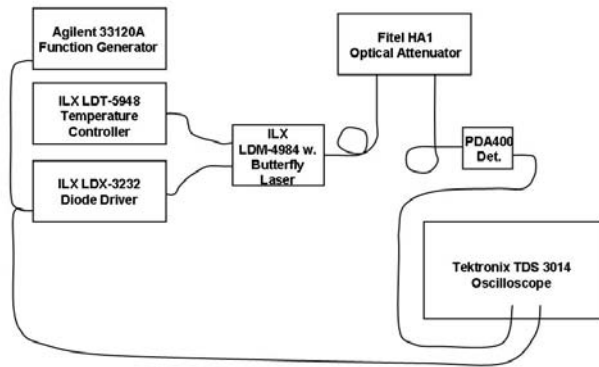 Agilent 33120A
Function Generator
Fitel HA1
Optical Attenuator
ILX LDT-5948
Temperature
Controller
ILX
LDM-4984 w.
Butterfly
Laser
PDA400
Det.
ILX LDX-3232
Diode Driver
Tektronix TDS 3014
Oscilloscope